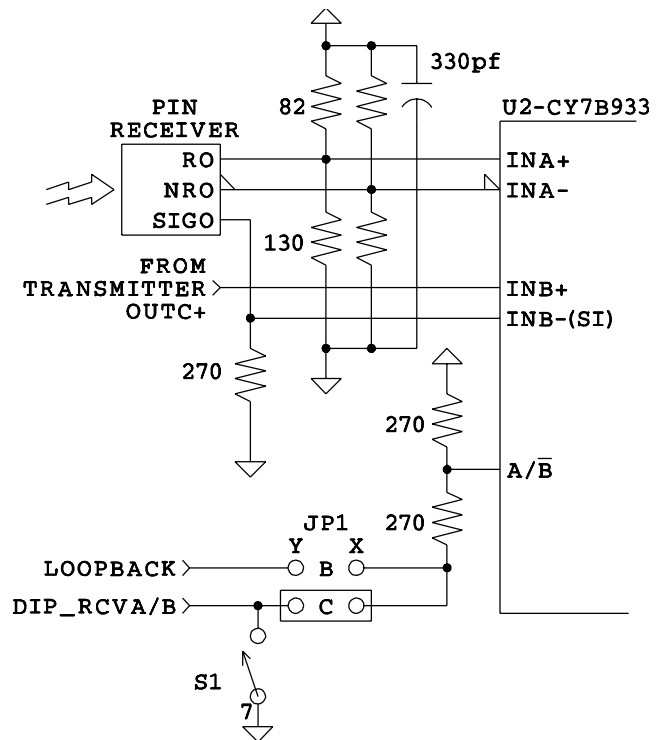 330pf
82
U2-CY7B933
PIN
RECEIVER
RO
INA+
NRO
INA-
SIGO
130
FROM
TRANSMITTER
OUTC+
INB+
INB-(SI)
270
270
A/B̅
270
JP1
Y X
LOOPBACK
B
DIP_RCVA/B
C
S1
7